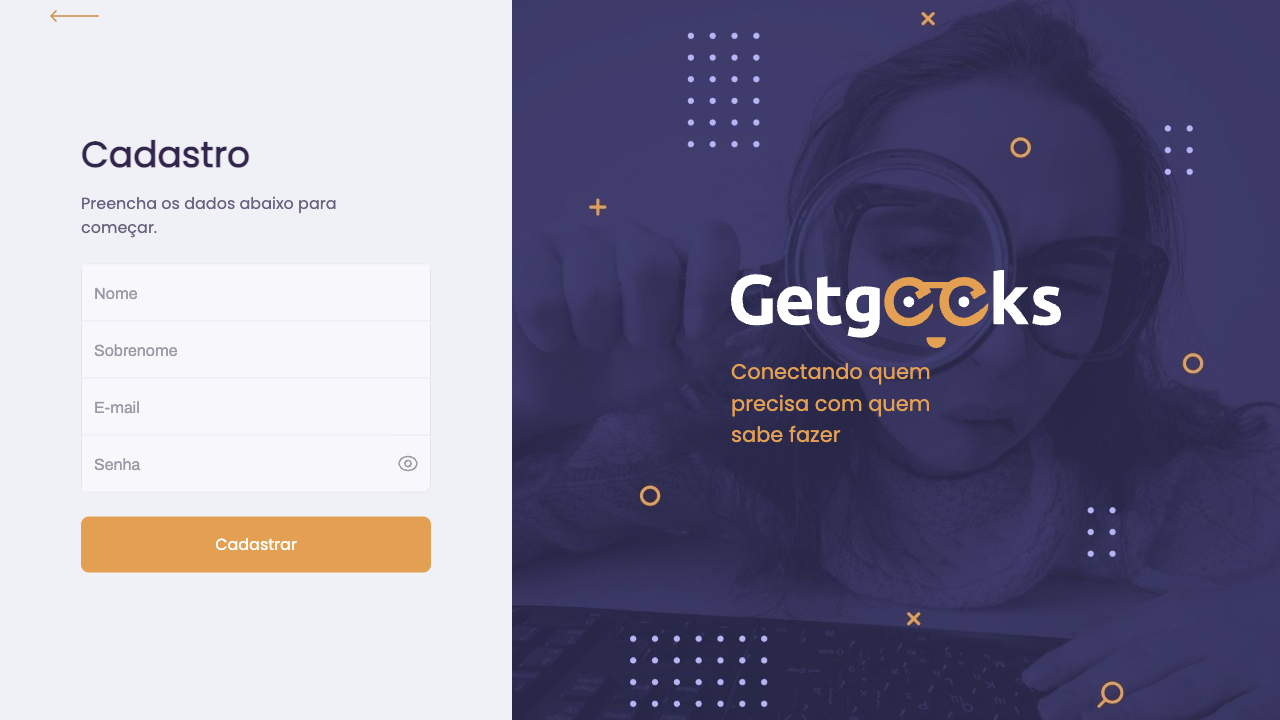 Cadastro
Preencha os dados abaixo para
começar.
Nome
Sobrenome
E-mail
Senha
Cadastrar
Getgeeks
Conectando quem
precisa com quem
sabe fazer